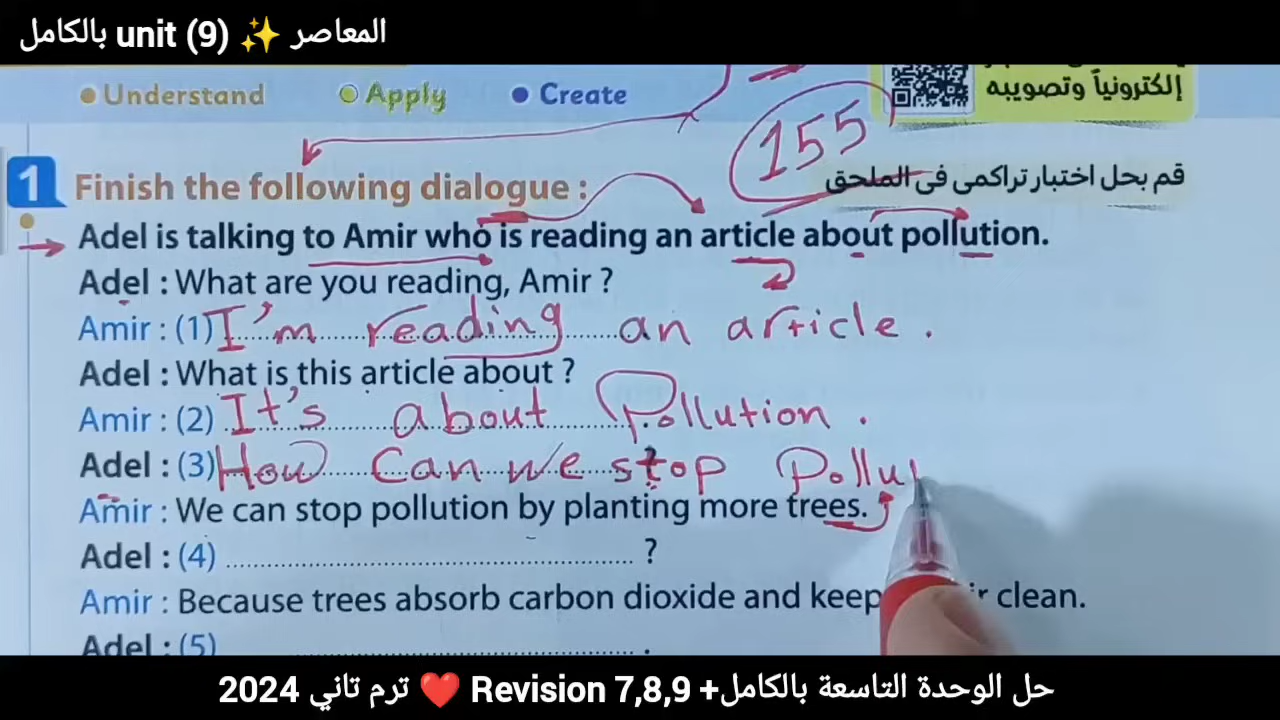 المعاصر ✨ unit (9) بالكامل
Understand Apply Create
إلكترونياً وتصويبه
155
قم بحل اختبار تراكمى فى الملحق
1 Finish the following dialogue :
Adel is talking to Amir who is reading an article about pollution.
Adel : What are you reading, Amir ?
Amir : (1) I'm reading an article.
Adel : What is this article about ?
Amir : (2) It's about Pollution.
Adel : (3) How can we stop Pollu
Amir : We can stop pollution by planting more trees.
Adel : (4) ........................................ ?
Amir : Because trees absorb carbon dioxide and keep clean.
Adel : (5) ........................................ .
حل الوحدة التاسعة بالكامل+ Revision 7,8,9 ❤️ ترم تاني 2024